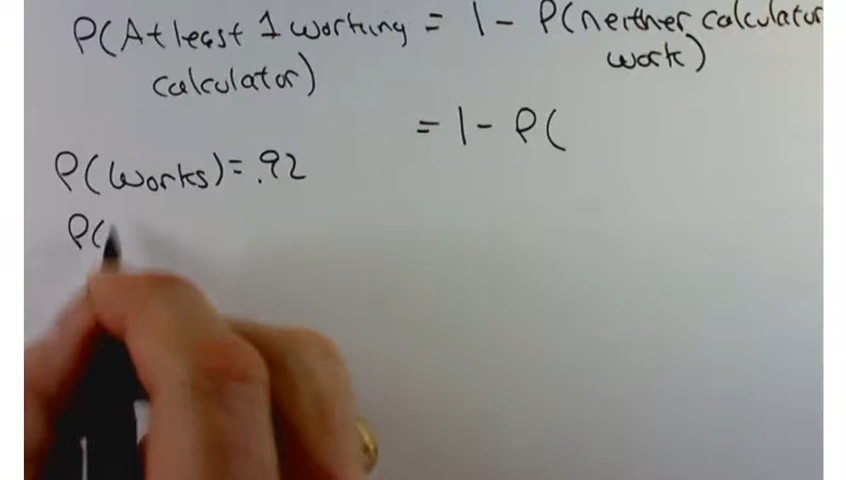 P(At least 1 working = 1 - P(neither calculator
calculator) work)
= 1 - P(
P(works) = .92
P(